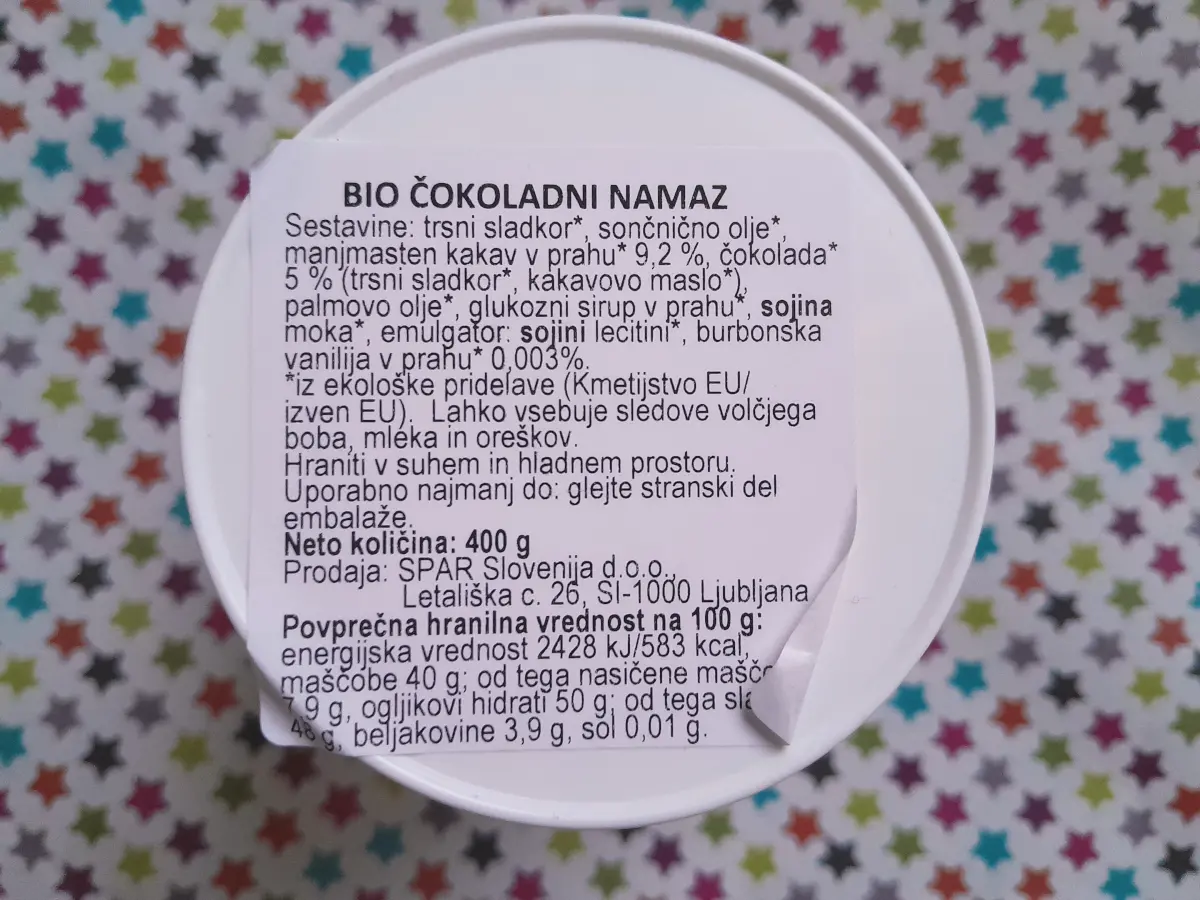 BIO ČOKOLADNI NAMAZ
Sestavine: trsni sladkor*, sončnično olje*,
manjmasten kakav v prahu* 9,2 %, čokolada*
5 % (trsni sladkor*, kakavovo maslo*),
palmovo olje*, glukozni sirup v prahu*, sojina
moka*, emulgator: sojini lecitini*, burbonska
vanilija v prahu* 0,003%.
*iz ekološke pridelave (Kmetijstvo EU/
izven EU). Lahko vsebuje sledove volčjega
boba, mleka in oreškov.
Hraniti v suhem in hladnem prostoru.
Uporabno najmanj do: glejte stranski del
embalaže.
Neto količina: 400 g
Prodaja: SPAR Slovenija d.o.o.,
Letališka c. 26, SI-1000 Ljubljana
Povprečna hranilna vrednost na 100 g:
energijska vrednost 2428 kJ/583 kcal,
maščobe 40 g; od tega nasičene
7,9 g, ogljikovi hidrati 50 g; od tega
48 g, beljakovine 3,9 g, sol 0,01 g.